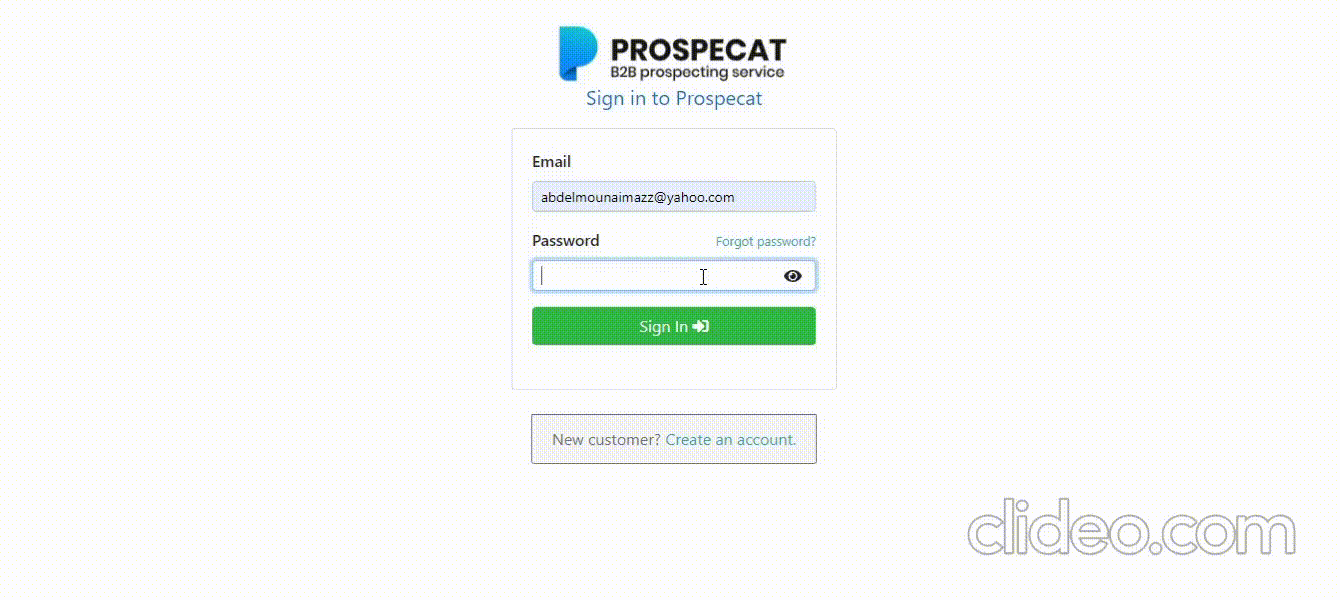 PROSPECAT
B2B prospecting service
Sign in to Prospecat
Email
abdelmounaimazz@yahoo.com
Password Forgot password?
Sign In
New customer? Create an account.
clideo.com